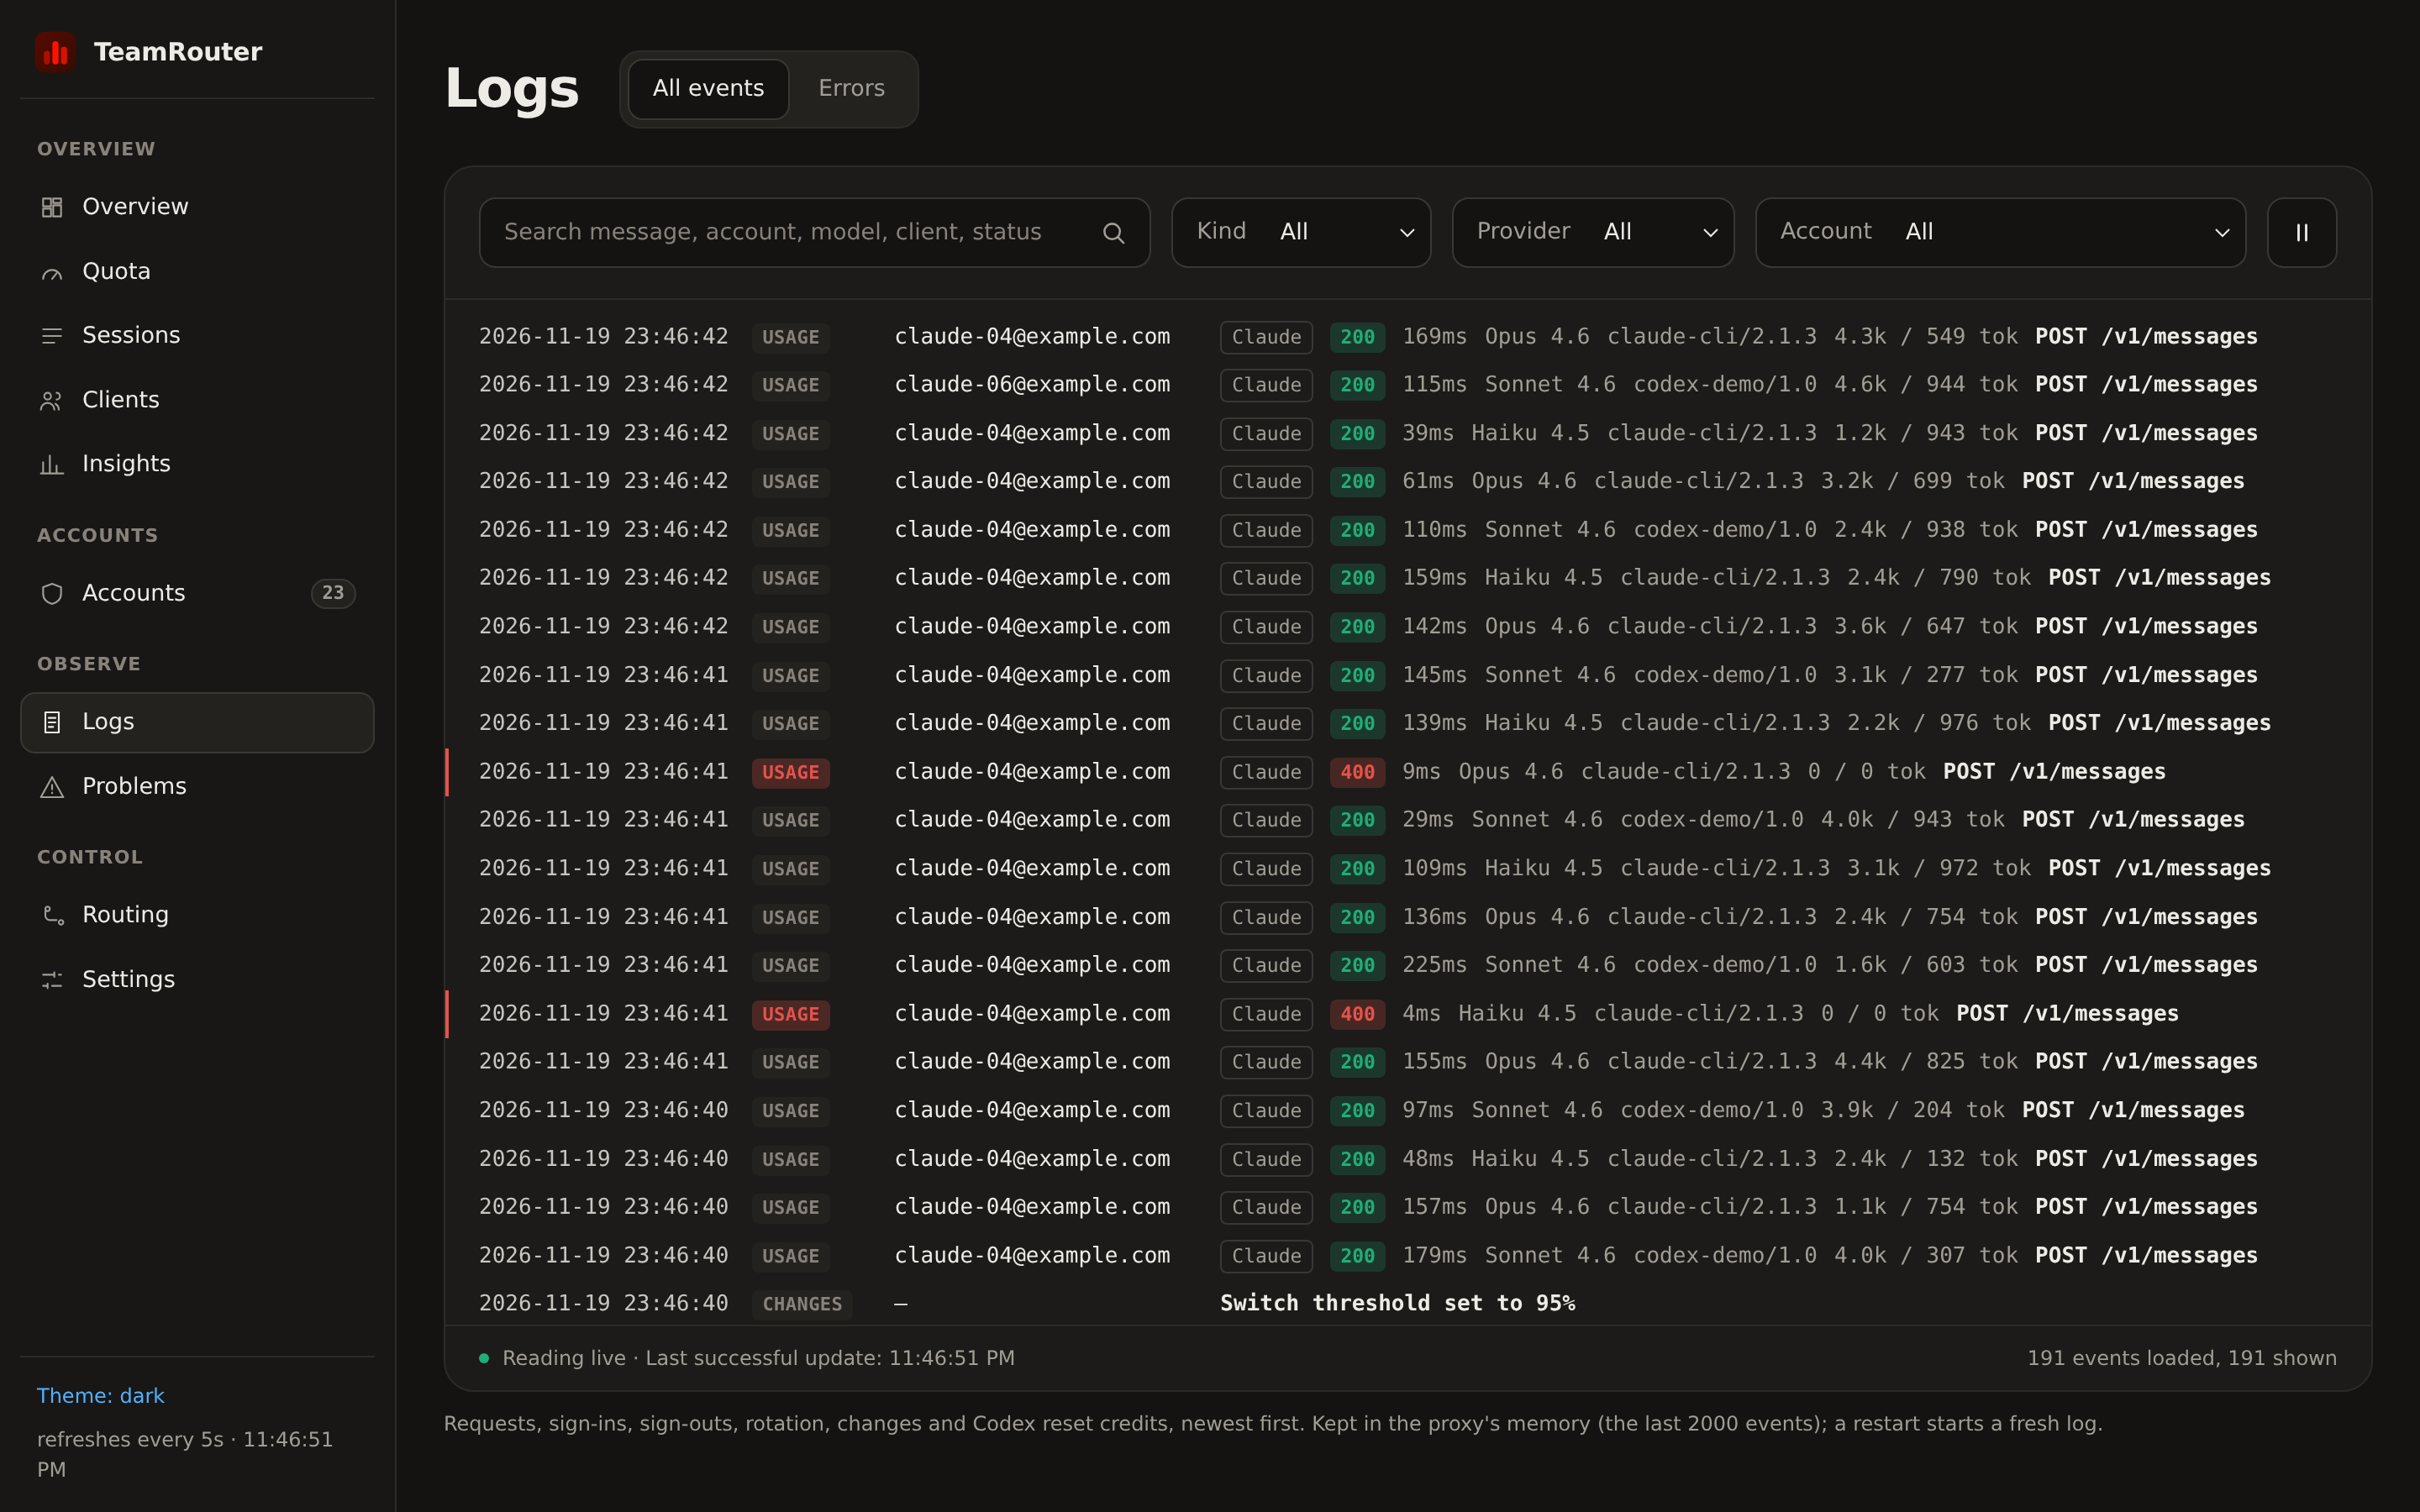 TeamRouter
OVERVIEW
Overview
Quota
Sessions
Clients
Insights
ACCOUNTS
Accounts 23
OBSERVE
Logs
Problems
CONTROL
Routing
Settings
Theme: dark
refreshes every 5s · 11:46:51
PM
Logs All events Errors
Search message, account, model, client, status Kind All Provider All Account All
2026-11-19 23:46:42 USAGE claude-04@example.com Claude 200 169ms Opus 4.6 claude-cli/2.1.3 4.3k / 549 tok POST /v1/messages
2026-11-19 23:46:42 USAGE claude-06@example.com Claude 200 115ms Sonnet 4.6 codex-demo/1.0 4.6k / 944 tok POST /v1/messages
2026-11-19 23:46:42 USAGE claude-04@example.com Claude 200 39ms Haiku 4.5 claude-cli/2.1.3 1.2k / 943 tok POST /v1/messages
2026-11-19 23:46:42 USAGE claude-04@example.com Claude 200 61ms Opus 4.6 claude-cli/2.1.3 3.2k / 699 tok POST /v1/messages
2026-11-19 23:46:42 USAGE claude-04@example.com Claude 200 110ms Sonnet 4.6 codex-demo/1.0 2.4k / 938 tok POST /v1/messages
2026-11-19 23:46:42 USAGE claude-04@example.com Claude 200 159ms Haiku 4.5 claude-cli/2.1.3 2.4k / 790 tok POST /v1/messages
2026-11-19 23:46:42 USAGE claude-04@example.com Claude 200 142ms Opus 4.6 claude-cli/2.1.3 3.6k / 647 tok POST /v1/messages
2026-11-19 23:46:41 USAGE claude-04@example.com Claude 200 145ms Sonnet 4.6 codex-demo/1.0 3.1k / 277 tok POST /v1/messages
2026-11-19 23:46:41 USAGE claude-04@example.com Claude 200 139ms Haiku 4.5 claude-cli/2.1.3 2.2k / 976 tok POST /v1/messages
2026-11-19 23:46:41 USAGE claude-04@example.com Claude 400 9ms Opus 4.6 claude-cli/2.1.3 0 / 0 tok POST /v1/messages
2026-11-19 23:46:41 USAGE claude-04@example.com Claude 200 29ms Sonnet 4.6 codex-demo/1.0 4.0k / 943 tok POST /v1/messages
2026-11-19 23:46:41 USAGE claude-04@example.com Claude 200 109ms Haiku 4.5 claude-cli/2.1.3 3.1k / 972 tok POST /v1/messages
2026-11-19 23:46:41 USAGE claude-04@example.com Claude 200 136ms Opus 4.6 claude-cli/2.1.3 2.4k / 754 tok POST /v1/messages
2026-11-19 23:46:41 USAGE claude-04@example.com Claude 200 225ms Sonnet 4.6 codex-demo/1.0 1.6k / 603 tok POST /v1/messages
2026-11-19 23:46:41 USAGE claude-04@example.com Claude 400 4ms Haiku 4.5 claude-cli/2.1.3 0 / 0 tok POST /v1/messages
2026-11-19 23:46:41 USAGE claude-04@example.com Claude 200 155ms Opus 4.6 claude-cli/2.1.3 4.4k / 825 tok POST /v1/messages
2026-11-19 23:46:40 USAGE claude-04@example.com Claude 200 97ms Sonnet 4.6 codex-demo/1.0 3.9k / 204 tok POST /v1/messages
2026-11-19 23:46:40 USAGE claude-04@example.com Claude 200 48ms Haiku 4.5 claude-cli/2.1.3 2.4k / 132 tok POST /v1/messages
2026-11-19 23:46:40 USAGE claude-04@example.com Claude 200 157ms Opus 4.6 claude-cli/2.1.3 1.1k / 754 tok POST /v1/messages
2026-11-19 23:46:40 USAGE claude-04@example.com Claude 200 179ms Sonnet 4.6 codex-demo/1.0 4.0k / 307 tok POST /v1/messages
2026-11-19 23:46:40 CHANGES — Switch threshold set to 95%
Reading live · Last successful update: 11:46:51 PM 191 events loaded, 191 shown
Requests, sign-ins, sign-outs, rotation, changes and Codex reset credits, newest first. Kept in the proxy's memory (the last 2000 events); a restart starts a fresh log.